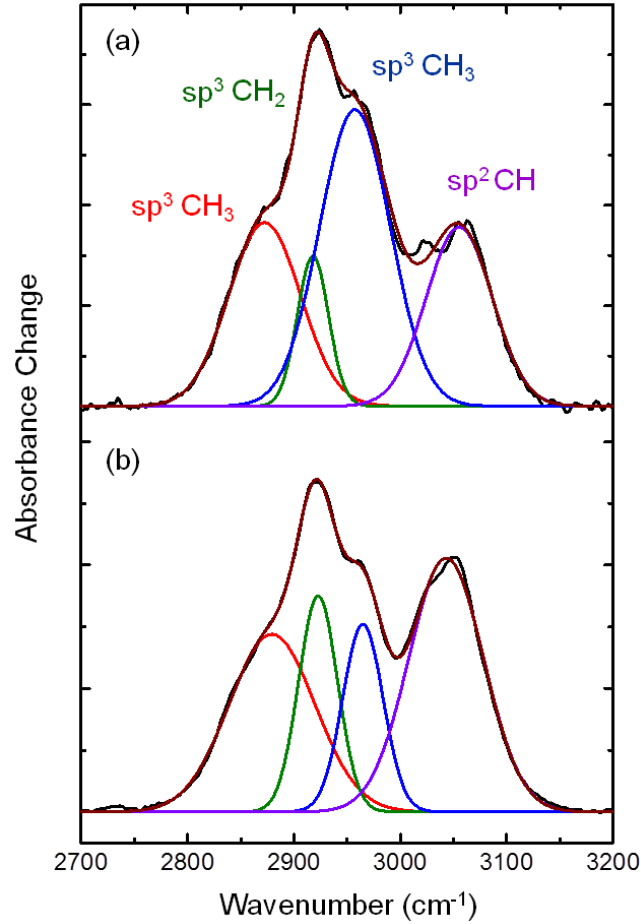 (a)
sp³ CH₃
sp³ CH₂
sp² CH
sp³ CH₃
Absorbance Change
(b)
2700 2800 2900 3000 3100 3200
Wavenumber (cm⁻¹)